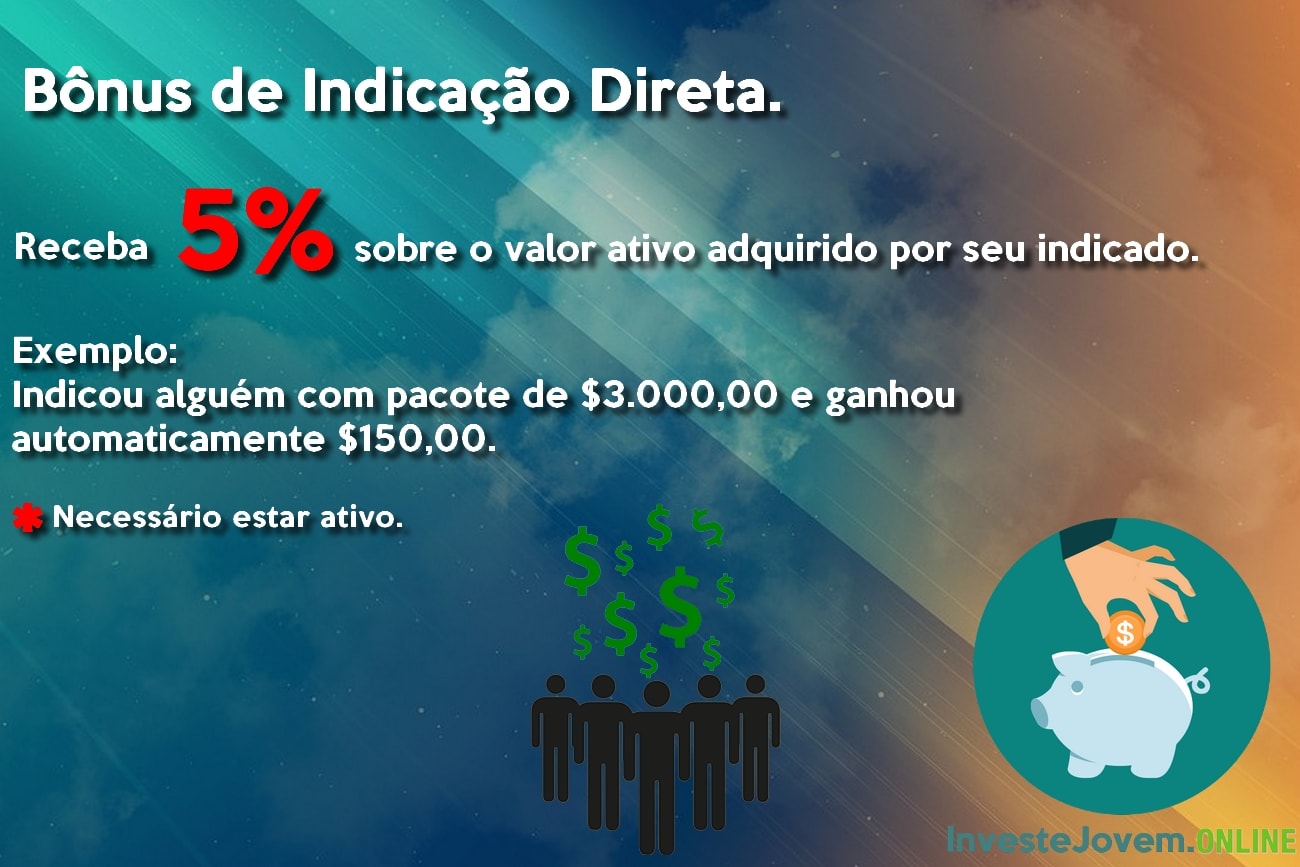 Bônus de Indicação Direta.
Receba 5% sobre o valor ativo adquirido por seu indicado.
Exemplo:
Indicou alguém com pacote de $3.000,00 e ganhou
automaticamente $150,00.
* Necessário estar ativo.
$ $ $ $ $ $ $ $ $ $
$
InvesteJovem.ONLINE